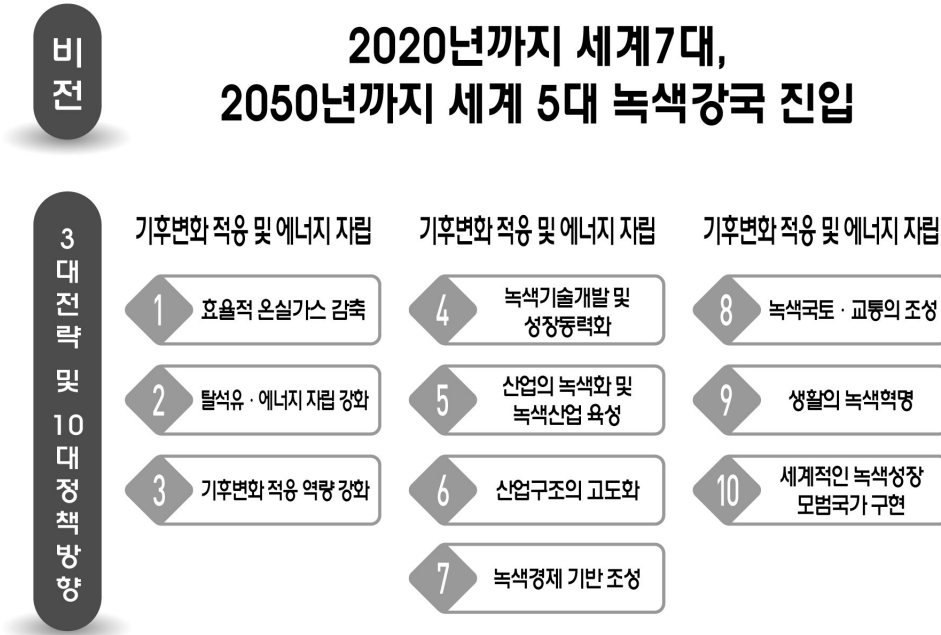 비전
2020년까지 세계7대,
2050년까지 세계 5대 녹색강국 진입
3대전략 및 10대정책방향
기후변화 적응 및 에너지 자립
1 효율적 온실가스 감축
2 탈석유·에너지 자립 강화
3 기후변화 적응 역량 강화
기후변화 적응 및 에너지 자립
4 녹색기술개발 및
성장동력화
5 산업의 녹색화 및
녹색산업 육성
6 산업구조의 고도화
7 녹색경제 기반 조성
기후변화 적응 및 에너지 자립
8 녹색국토·교통의 조성
9 생활의 녹색혁명
10 세계적인 녹색성장
모범국가 구현